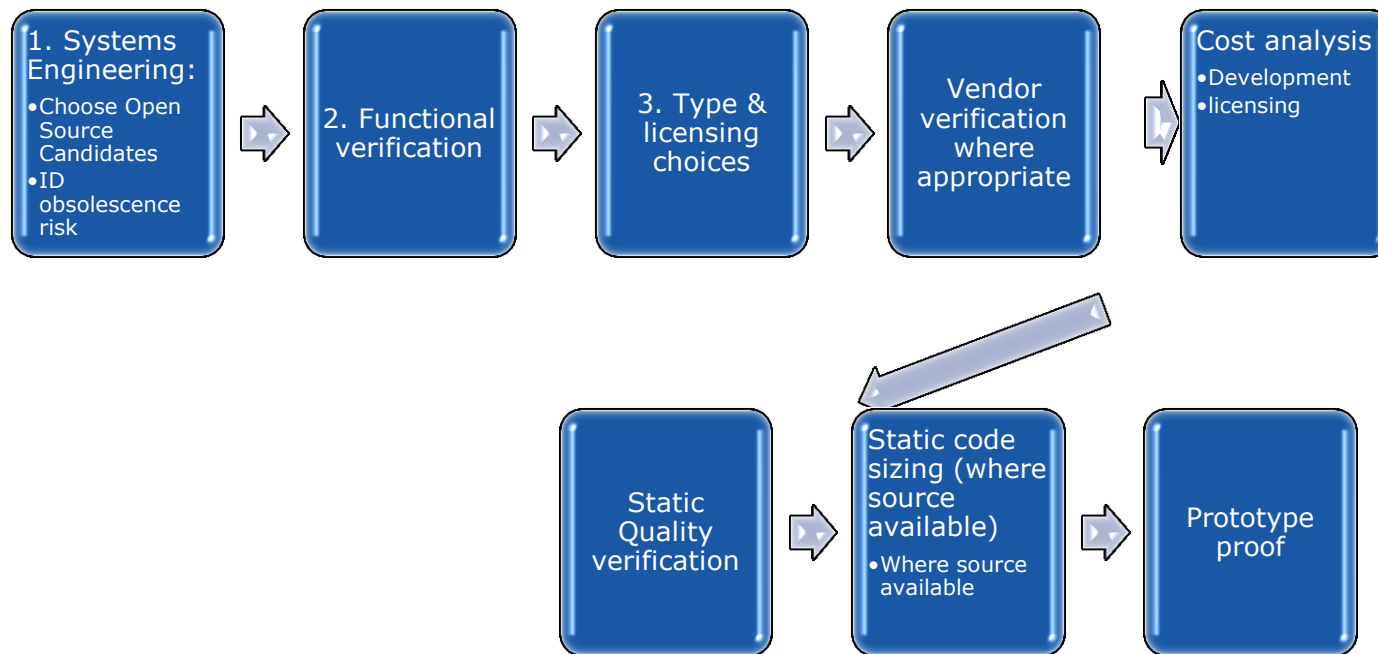 1. Systems
Engineering:
•Choose Open
Source
Candidates
•ID
obsolescence
risk
2. Functional
verification
3. Type &
licensing
choices
Vendor
verification
where
appropriate
Cost analysis
•Development
•licensing
Static
Quality
verification
Static code
sizing (where
source
available)
•Where source
available
Prototype
proof